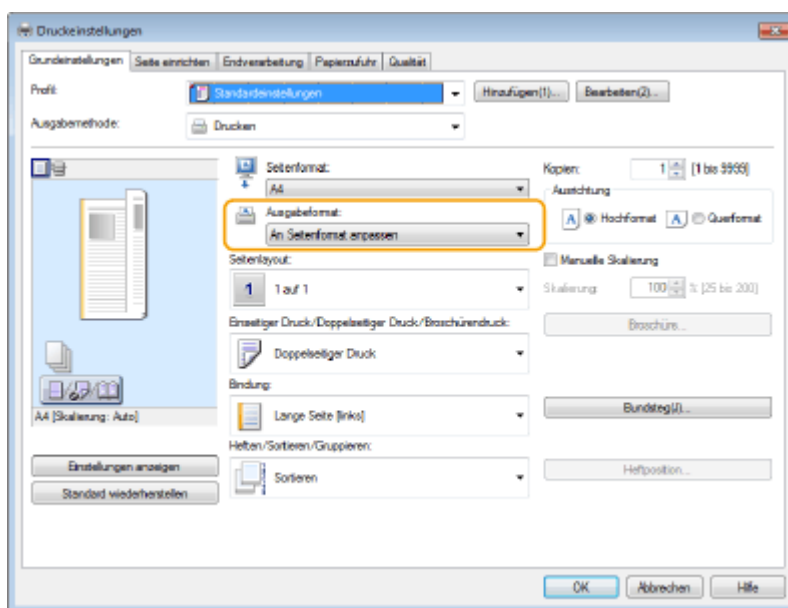 Druckeinstellungen
Grundeinstellungen Seite einrichten Endverarbeitung Papierzufuhr Qualität
Profil: Standardeinstellungen Hinzufügen(1)... Bearbeiten(2)...
Ausgabemethode: Drucken
Seitenformat:
A4
Ausgabeformat:
An Seitenformat anpassen
Seitenlayout:
1 1 auf 1
Einseitiger Druck/Doppelseitiger Druck/Broschürendruck:
Doppelseitiger Druck
Bindung:
Lange Seite [links]
Heften/Sortieren/Gruppieren:
Sortieren
Kopien: 1 [1 bis 9999]
Ausrichtung
A Hochformat A Querformat
Manuelle Skalierung
Skalierung: 100 % [25 bis 200]
Broschüre...
Bundsteg(J)...
Heftposition...
A4 [Skalierung: Auto]
Einstellungen anzeigen
Standard wiederherstellen
OK Abbrechen Hilfe